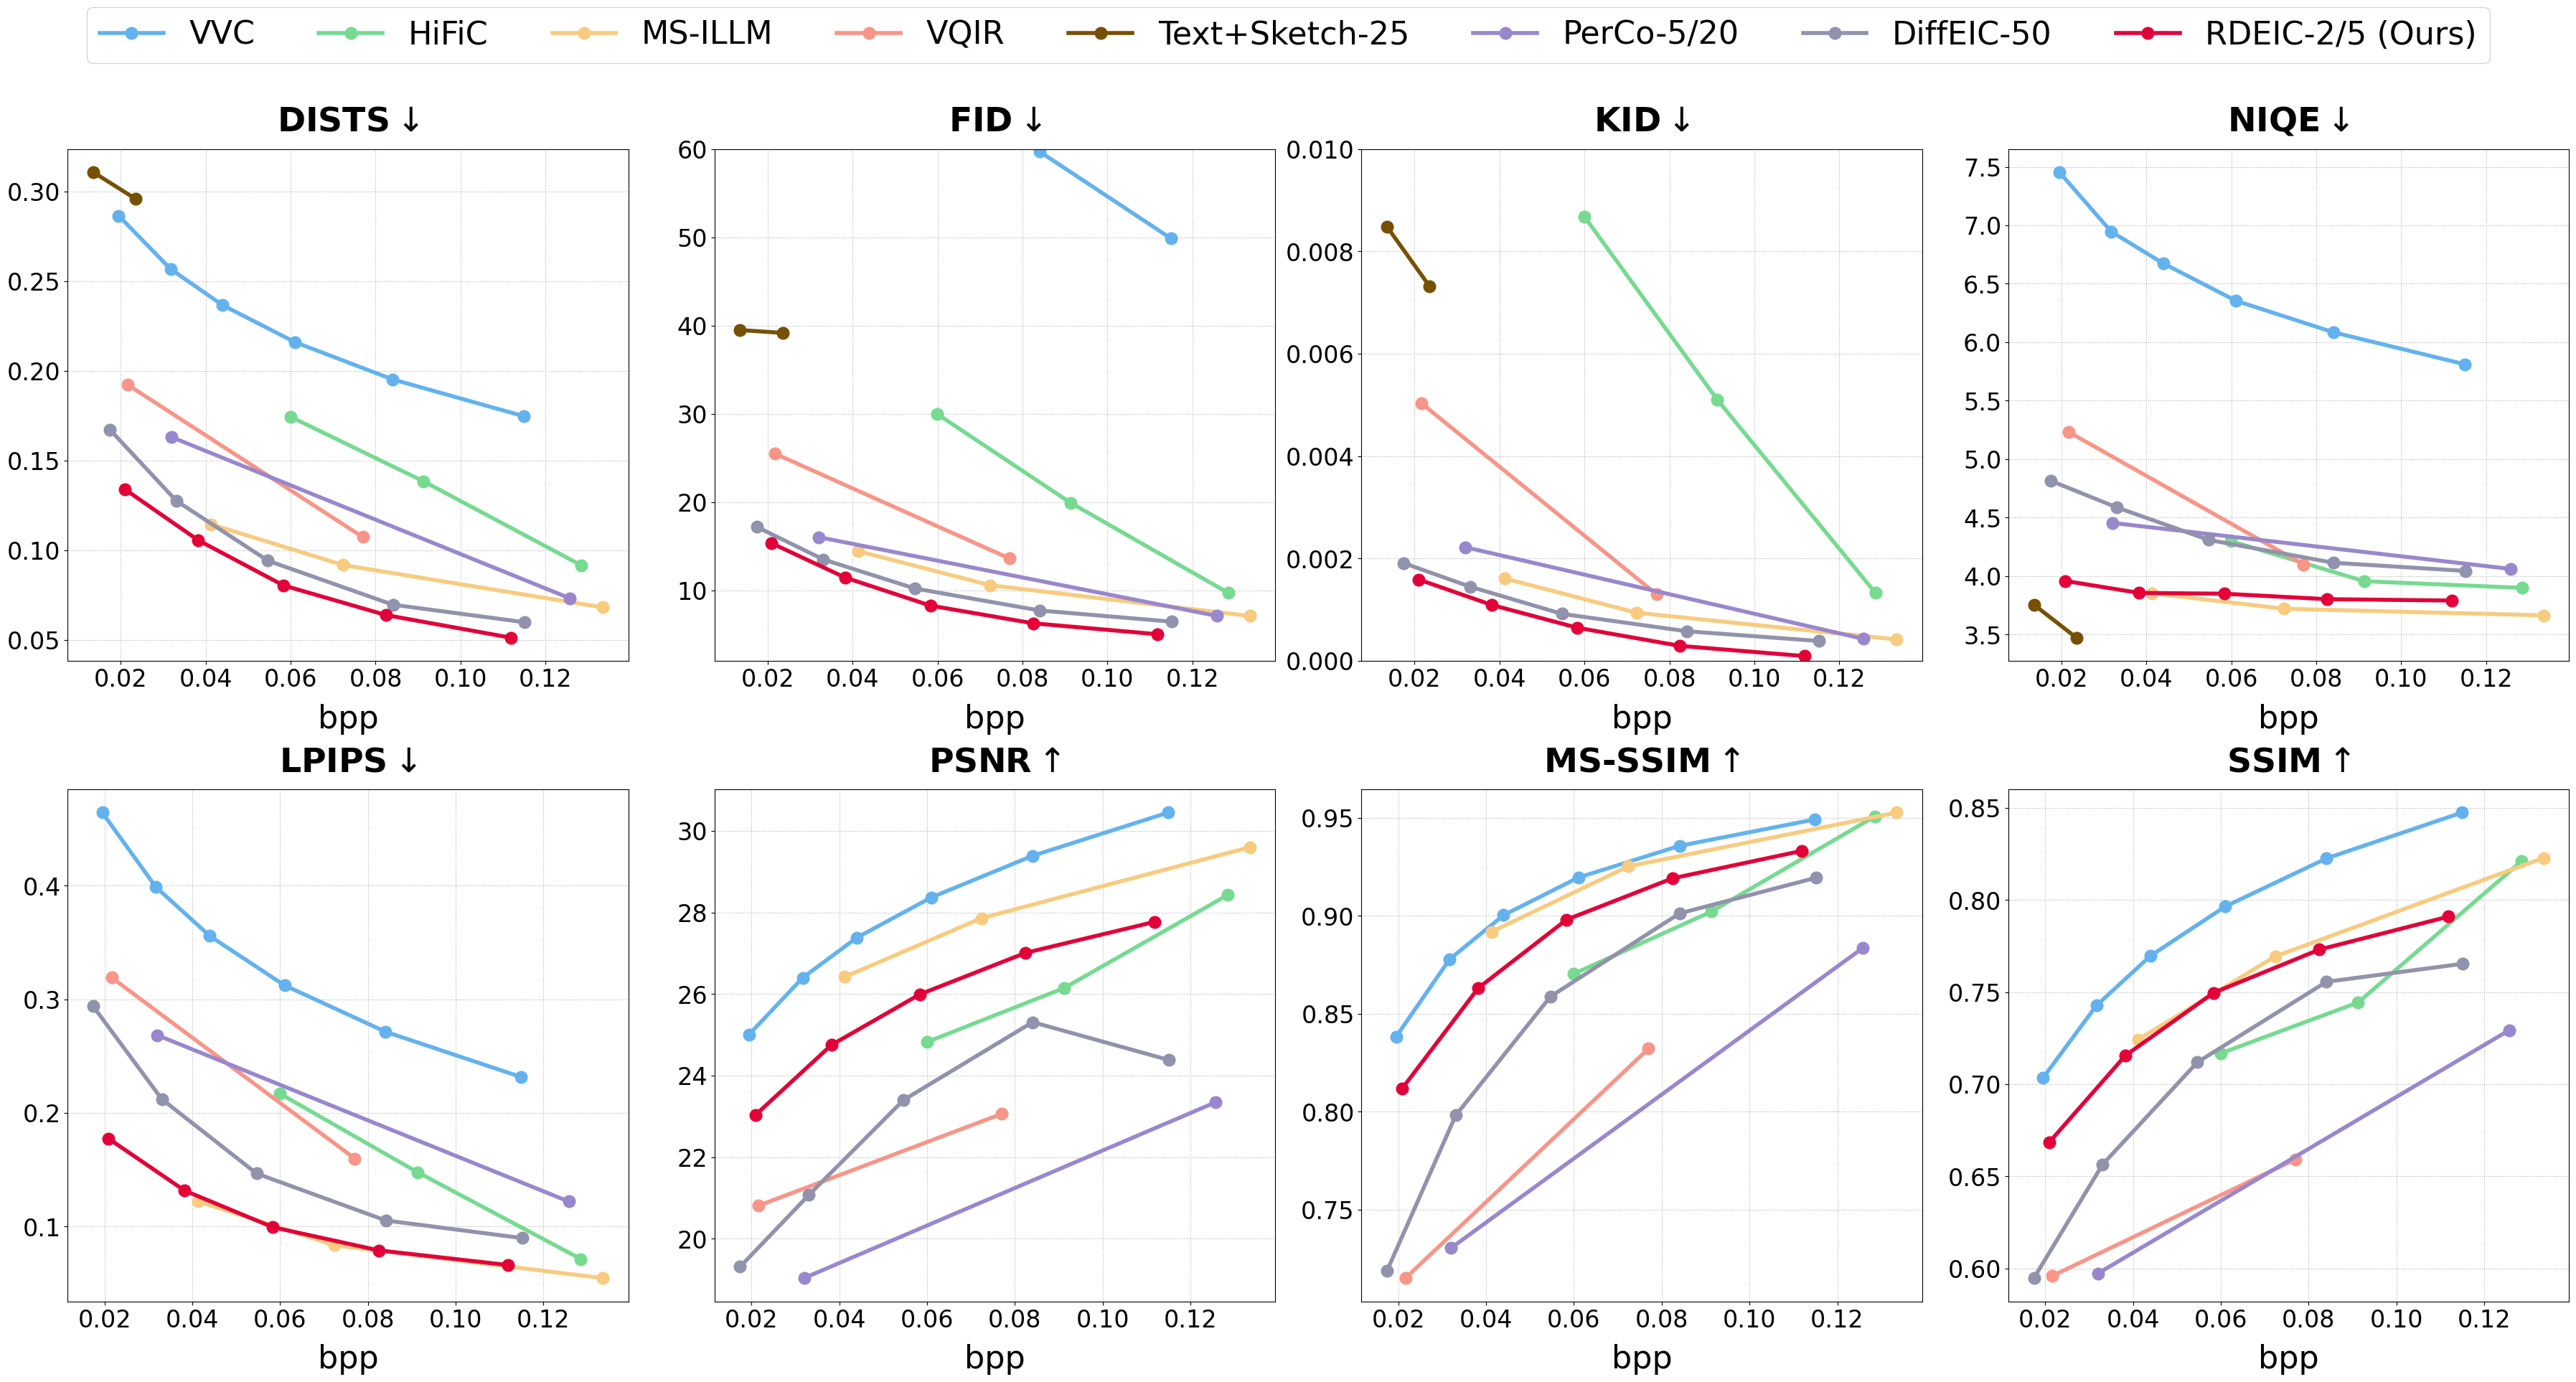 VVC HiFiC MS-ILLM VQIR Text+Sketch-25 PerCo-5/20 DiffEIC-50 RDEIC-2/5 (Ours)
DISTS ↓
0.30
0.25
0.20
0.15
0.10
0.05
0.02 0.04 0.06 0.08 0.10 0.12
bpp
FID ↓
60
50
40
30
20
10
0.02 0.04 0.06 0.08 0.10 0.12
bpp
KID ↓
0.010
0.008
0.006
0.004
0.002
0.000
0.02 0.04 0.06 0.08 0.10 0.12
bpp
NIQE ↓
7.5
7.0
6.5
6.0
5.5
5.0
4.5
4.0
3.5
0.02 0.04 0.06 0.08 0.10 0.12
bpp
LPIPS ↓
0.4
0.3
0.2
0.1
0.02 0.04 0.06 0.08 0.10 0.12
bpp
PSNR ↑
30
28
26
24
22
20
0.02 0.04 0.06 0.08 0.10 0.12
bpp
MS-SSIM ↑
0.95
0.90
0.85
0.80
0.75
0.02 0.04 0.06 0.08 0.10 0.12
bpp
SSIM ↑
0.85
0.80
0.75
0.70
0.65
0.60
0.02 0.04 0.06 0.08 0.10 0.12
bpp